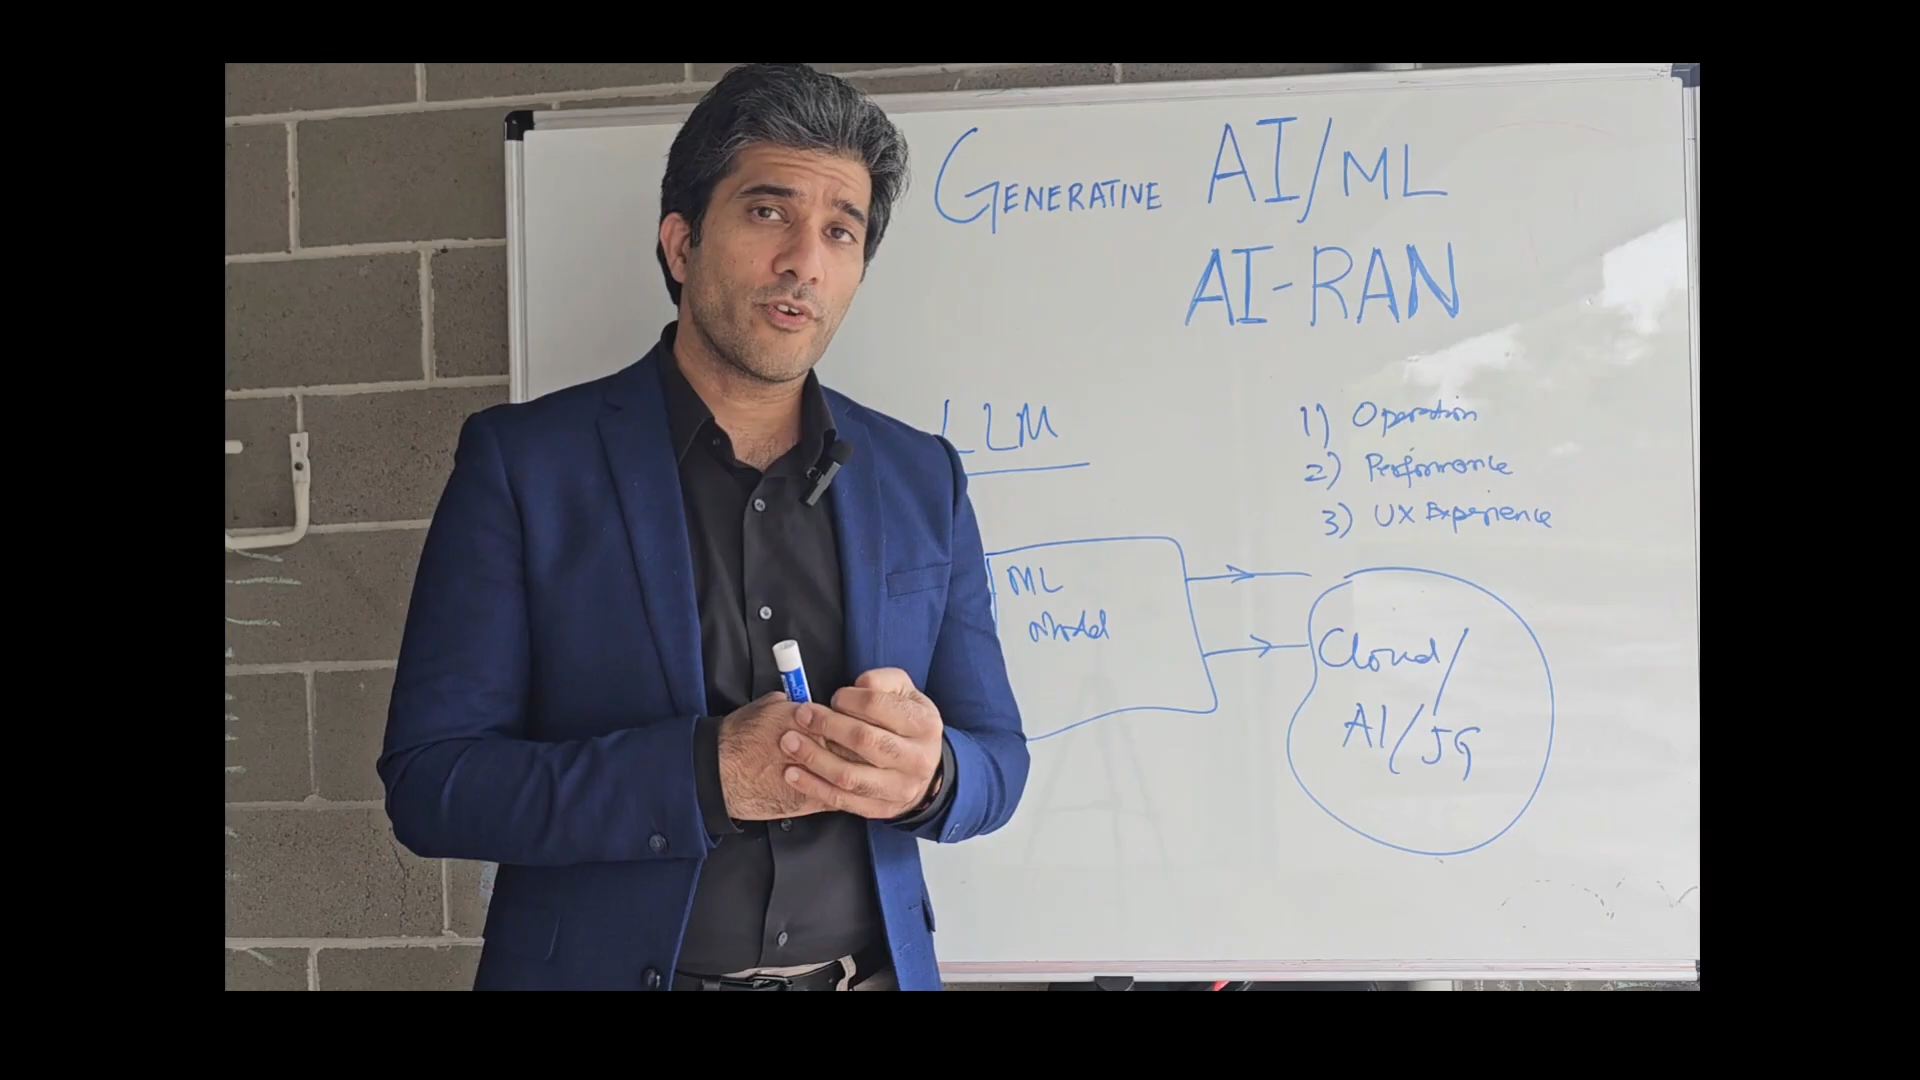 GENERATIVE AI/ML
AI-RAN
LLM
1) Operation
2) Performance
3) UX Experience
ML
Model
Cloud/
AI/5G